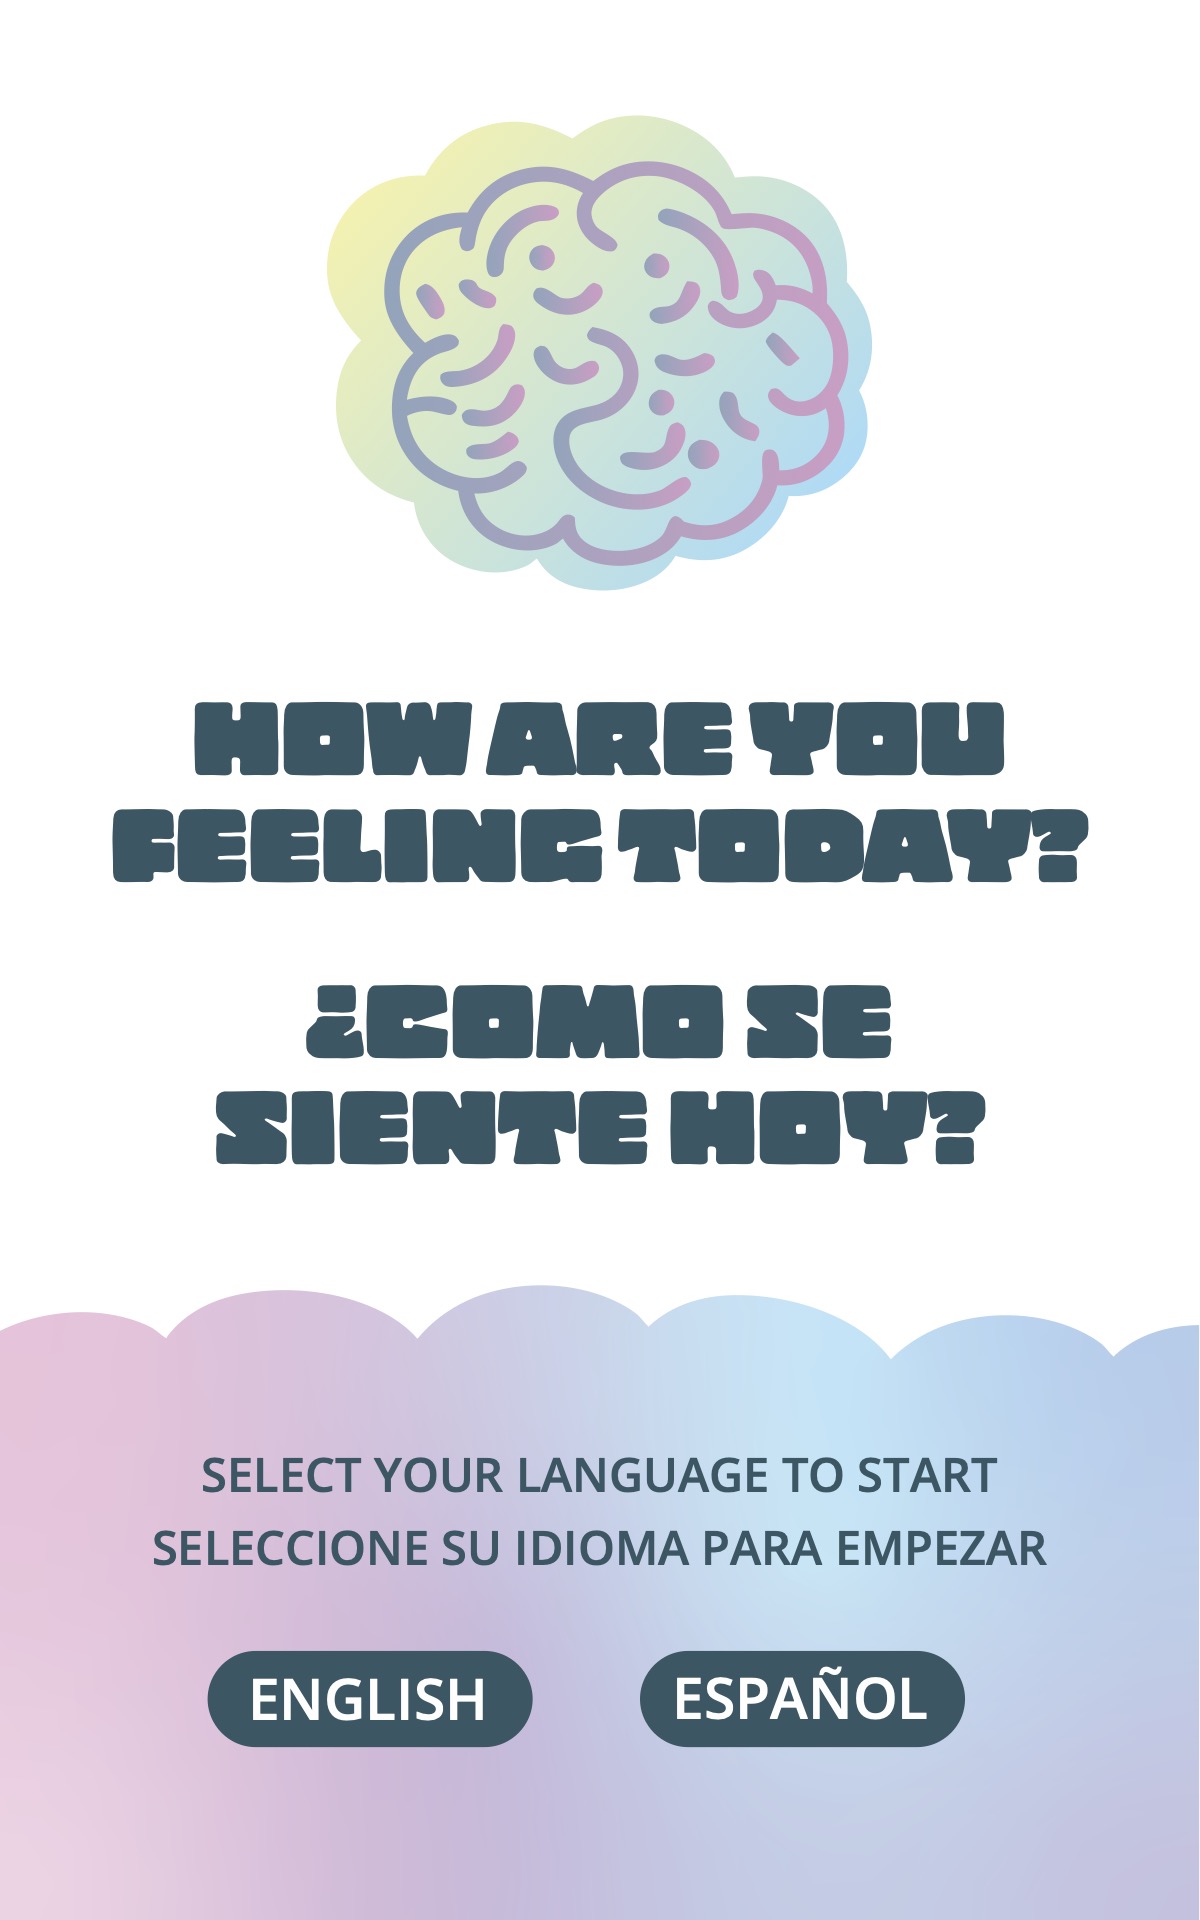 HOW ARE YOU
FEELING TODAY?
¿COMO SE
SIENTE HOY?
SELECT YOUR LANGUAGE TO START
SELECCIONE SU IDIOMA PARA EMPEZAR
ENGLISH
ESPAÑOL